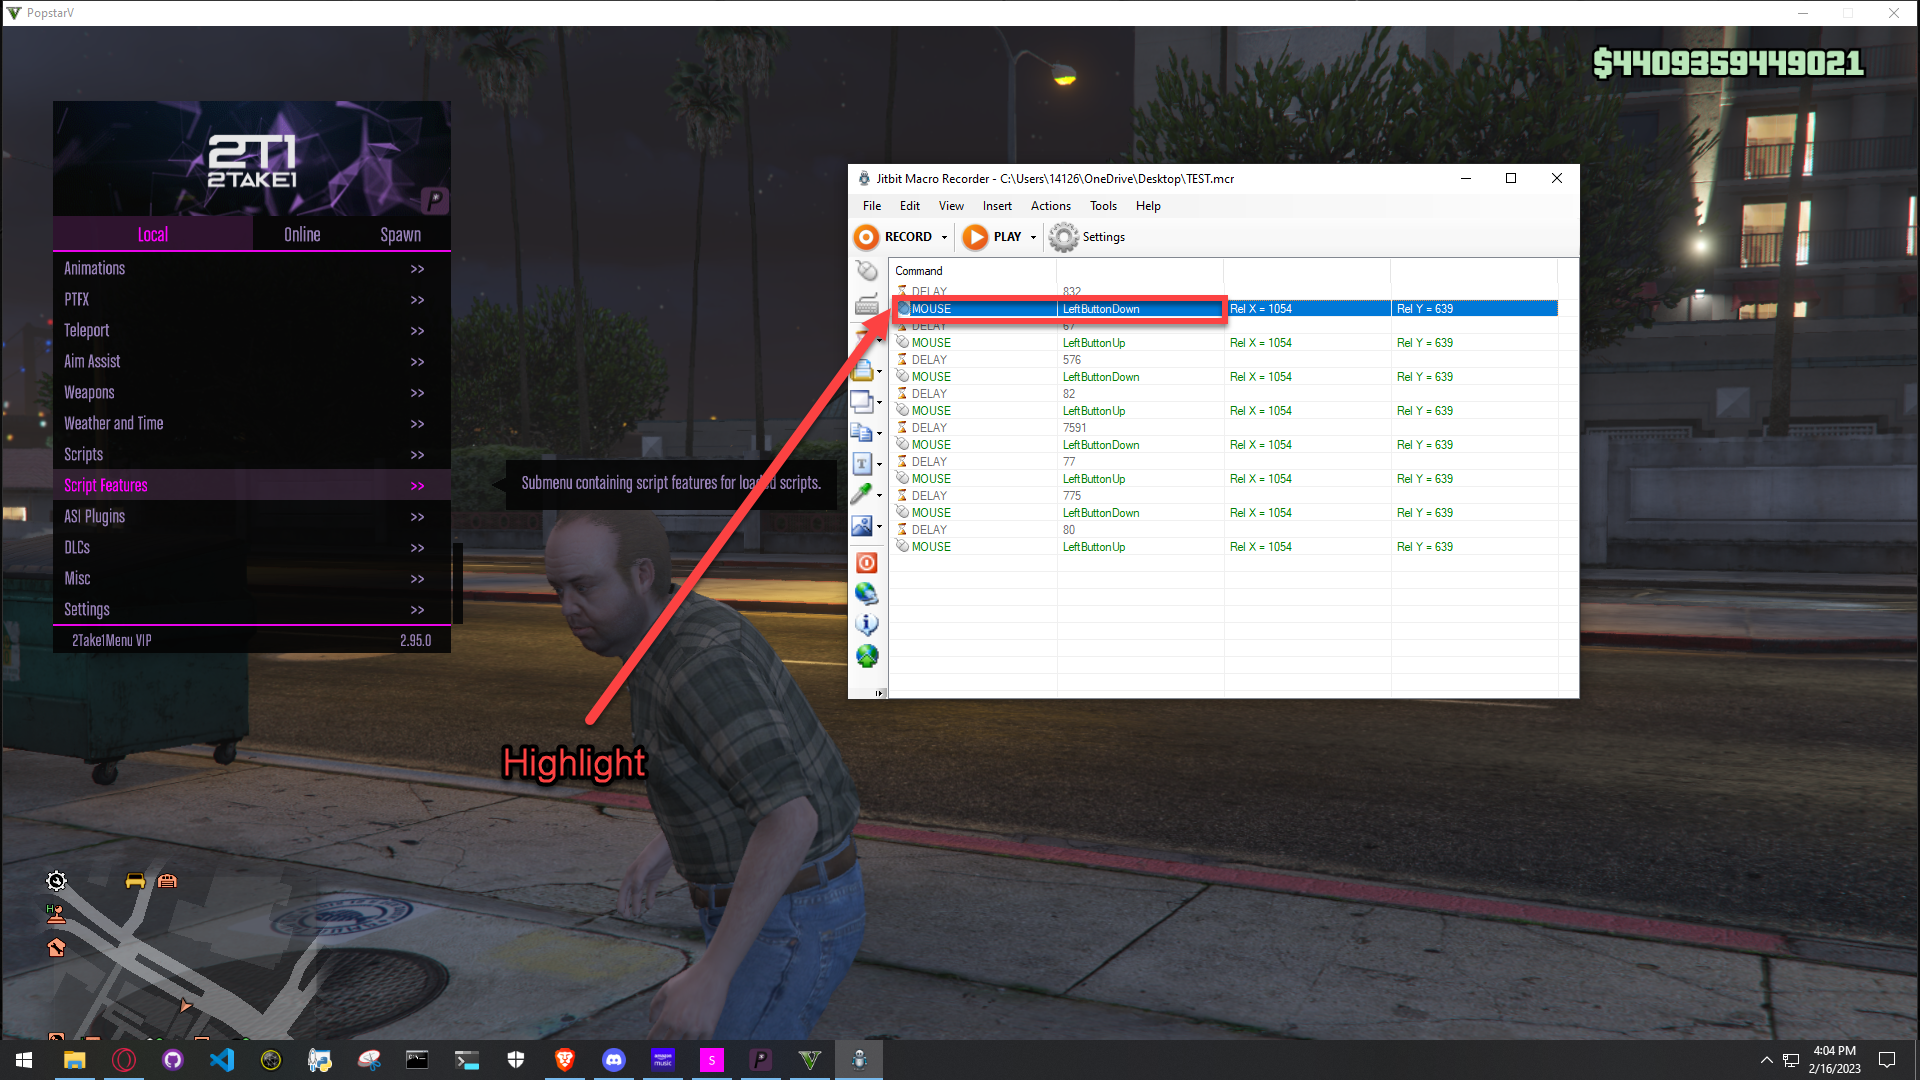 PopstarV
$4409359449021
2T1
2TAKE1
Local Online Spawn
Animations >>
PTFX >>
Teleport >>
Aim Assist >>
Weapons >>
Weather and Time >>
Scripts >>
Script Features >>
ASI Plugins >>
DLCs >>
Misc >>
Settings >>
2Take1Menu VIP 2.95.0
Submenu containing script features for loaded scripts.
Jitbit Macro Recorder - C:\Users\14126\OneDrive\Desktop\TEST.mcr
File Edit View Insert Actions Tools Help
RECORD PLAY Settings
Command
DELAY 832
MOUSE LeftButtonDown Rel X = 1054 Rel Y = 639
DELAY 67
MOUSE LeftButtonUp Rel X = 1054 Rel Y = 639
DELAY 576
MOUSE LeftButtonDown Rel X = 1054 Rel Y = 639
DELAY 82
MOUSE LeftButtonUp Rel X = 1054 Rel Y = 639
DELAY 7591
MOUSE LeftButtonDown Rel X = 1054 Rel Y = 639
DELAY 77
MOUSE LeftButtonUp Rel X = 1054 Rel Y = 639
DELAY 775
MOUSE LeftButtonDown Rel X = 1054 Rel Y = 639
DELAY 80
MOUSE LeftButtonUp Rel X = 1054 Rel Y = 639
Highlight
H
amazon music
S
4:04 PM
2/16/2023